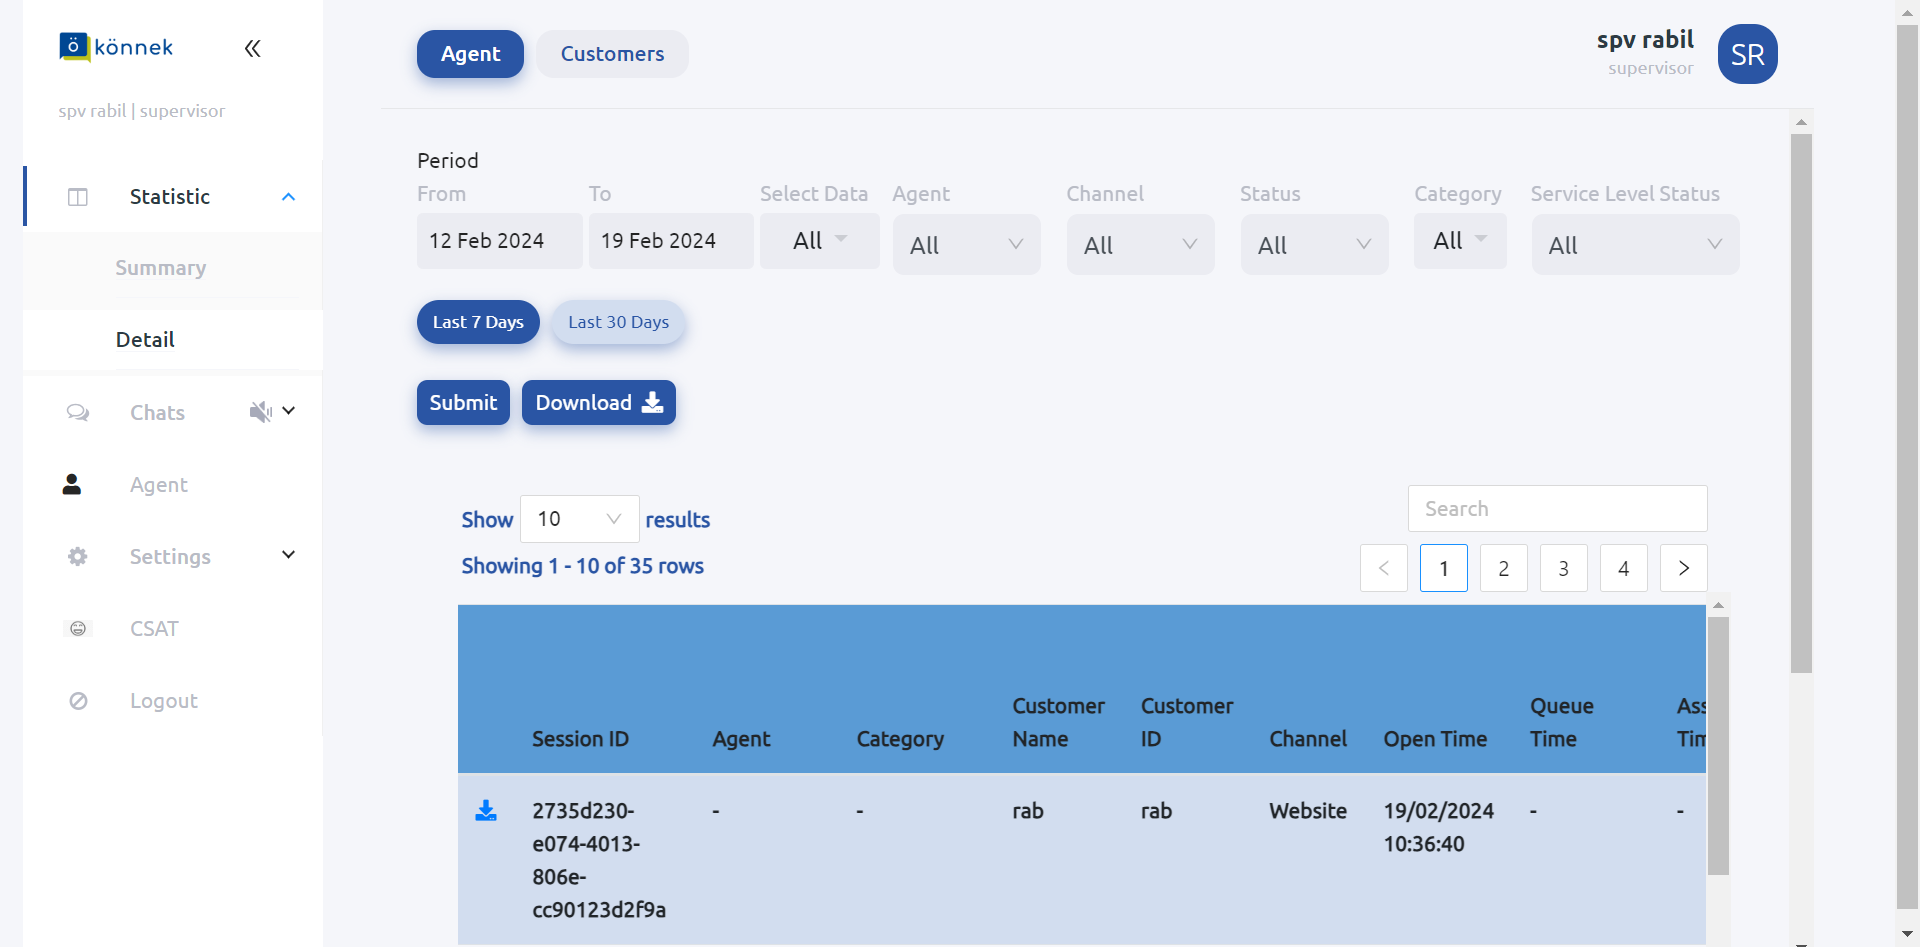 könnek
spv rabil | supervisor
Statistic
Summary
Detail
Chats
Agent
Settings
CSAT
Logout
Agent
Customers
spv rabil
supervisor
SR
Period
From
To
Select Data
Agent
Channel
Status
Category
Service Level Status
12 Feb 2024
19 Feb 2024
All
All
All
All
All
All
Last 7 Days
Last 30 Days
Submit
Download
Show 10 results
Showing 1 - 10 of 35 rows
Search
< 1 2 3 4 >
Session ID
Agent
Category
Customer
Name
Customer
ID
Channel
Open Time
Queue
Time
Ass
Tim
2735d230-
e074-4013-
806e-
cc90123d2f9a
-
-
rab
rab
Website
19/02/2024
10:36:40
-
-